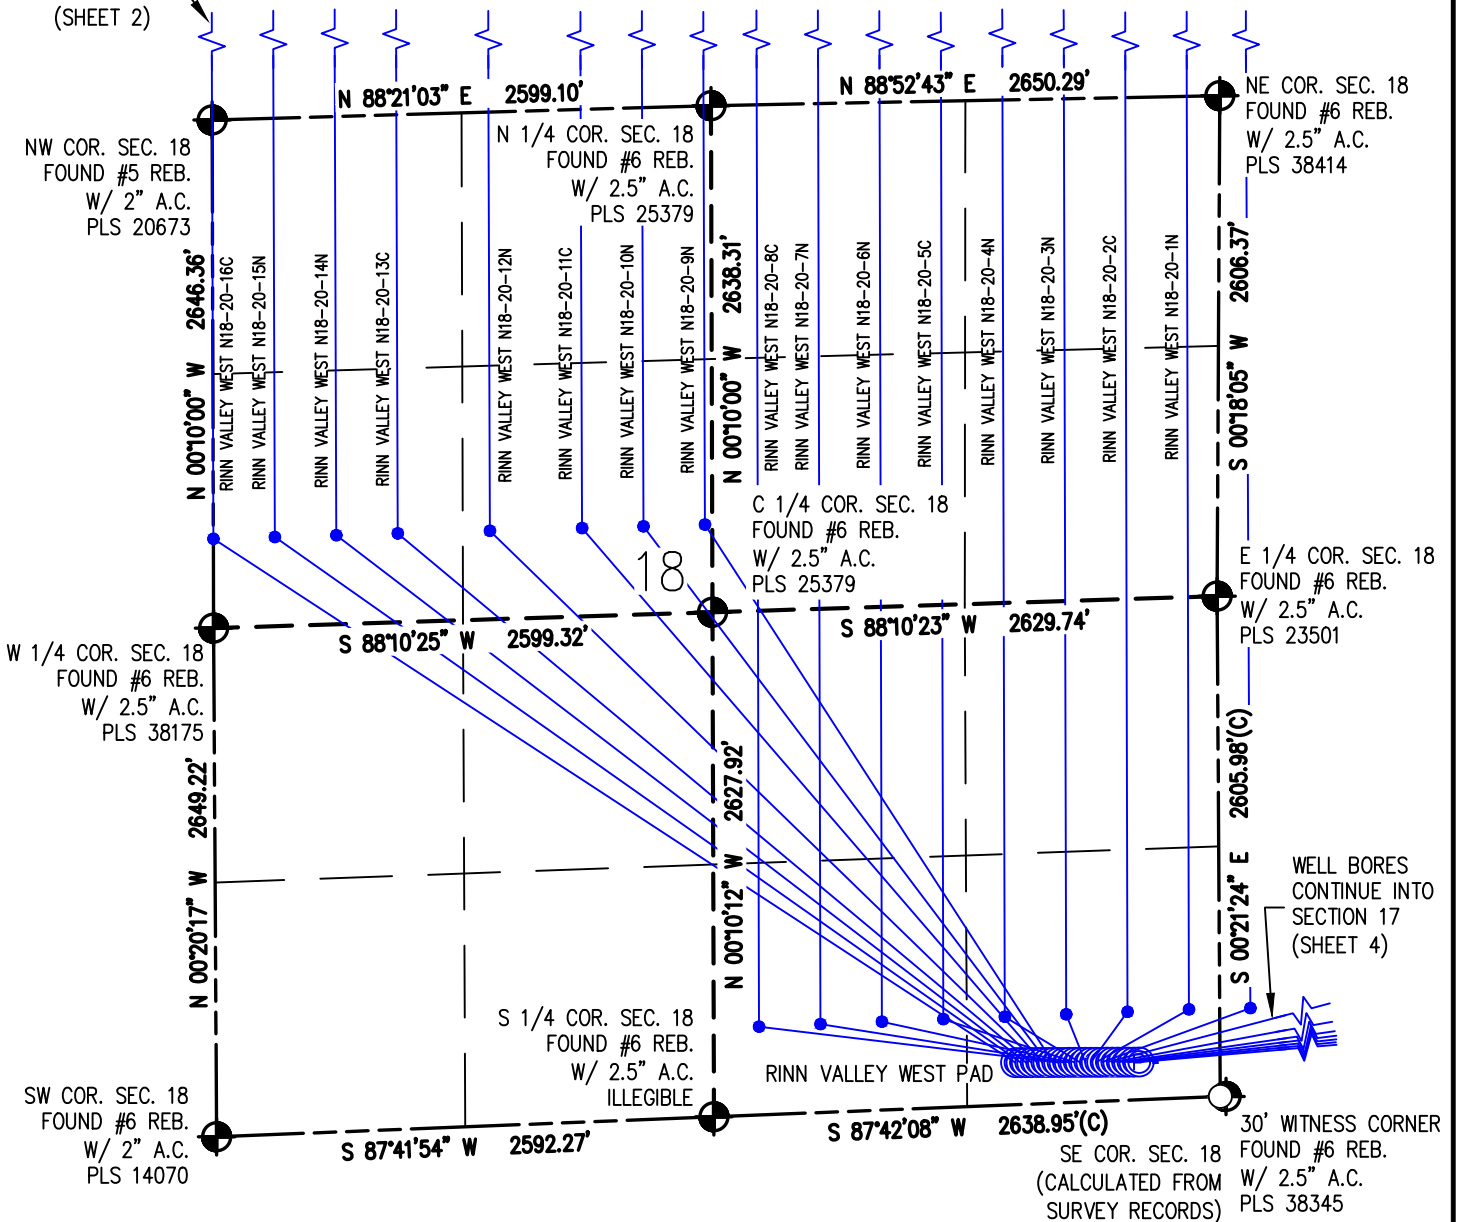 (SHEET 2)
N 88°21'03" E 2599.10'
N 88°52'43" E 2650.29'
NE COR. SEC. 18
FOUND #6 REB.
W/ 2.5" A.C.
PLS 38414
NW COR. SEC. 18
FOUND #5 REB.
W/ 2" A.C.
PLS 20673
N 1/4 COR. SEC. 18
FOUND #6 REB.
W/ 2.5" A.C.
PLS 25379
N 00°10'00" W 2646.36'
RINN VALLEY WEST N18-20-16C
RINN VALLEY WEST N18-20-15N
RINN VALLEY WEST N18-20-14N
RINN VALLEY WEST N18-20-13C
RINN VALLEY WEST N18-20-12N
RINN VALLEY WEST N18-20-11C
RINN VALLEY WEST N18-20-10N
RINN VALLEY WEST N18-20-9N
N 00°10'00" W 2638.31'
RINN VALLEY WEST N18-20-8C
RINN VALLEY WEST N18-20-7N
RINN VALLEY WEST N18-20-6N
RINN VALLEY WEST N18-20-5C
RINN VALLEY WEST N18-20-4N
RINN VALLEY WEST N18-20-3N
RINN VALLEY WEST N18-20-2C
RINN VALLEY WEST N18-20-1N
S 00°18'05" W 2606.37'
C 1/4 COR. SEC. 18
FOUND #6 REB.
W/ 2.5" A.C.
PLS 25379
18
E 1/4 COR. SEC. 18
FOUND #6 REB.
W/ 2.5" A.C.
PLS 23501
S 88°10'25" W 2599.32'
S 88°10'23" W 2629.74'
W 1/4 COR. SEC. 18
FOUND #6 REB.
W/ 2.5" A.C.
PLS 38175
N 00°20'17" W 2649.22'
N 00°10'12" W 2627.92'
S 00°21'24" E 2605.98'(C)
WELL BORES
CONTINUE INTO
SECTION 17
(SHEET 4)
S 1/4 COR. SEC. 18
FOUND #6 REB.
W/ 2.5" A.C.
ILLEGIBLE
RINN VALLEY WEST PAD
SW COR. SEC. 18
FOUND #6 REB.
W/ 2" A.C.
PLS 14070
S 87°41'54" W 2592.27'
S 87°42'08" W 2638.95'(C)
SE COR. SEC. 18
(CALCULATED FROM
SURVEY RECORDS)
30' WITNESS CORNER
FOUND #6 REB.
W/ 2.5" A.C.
PLS 38345